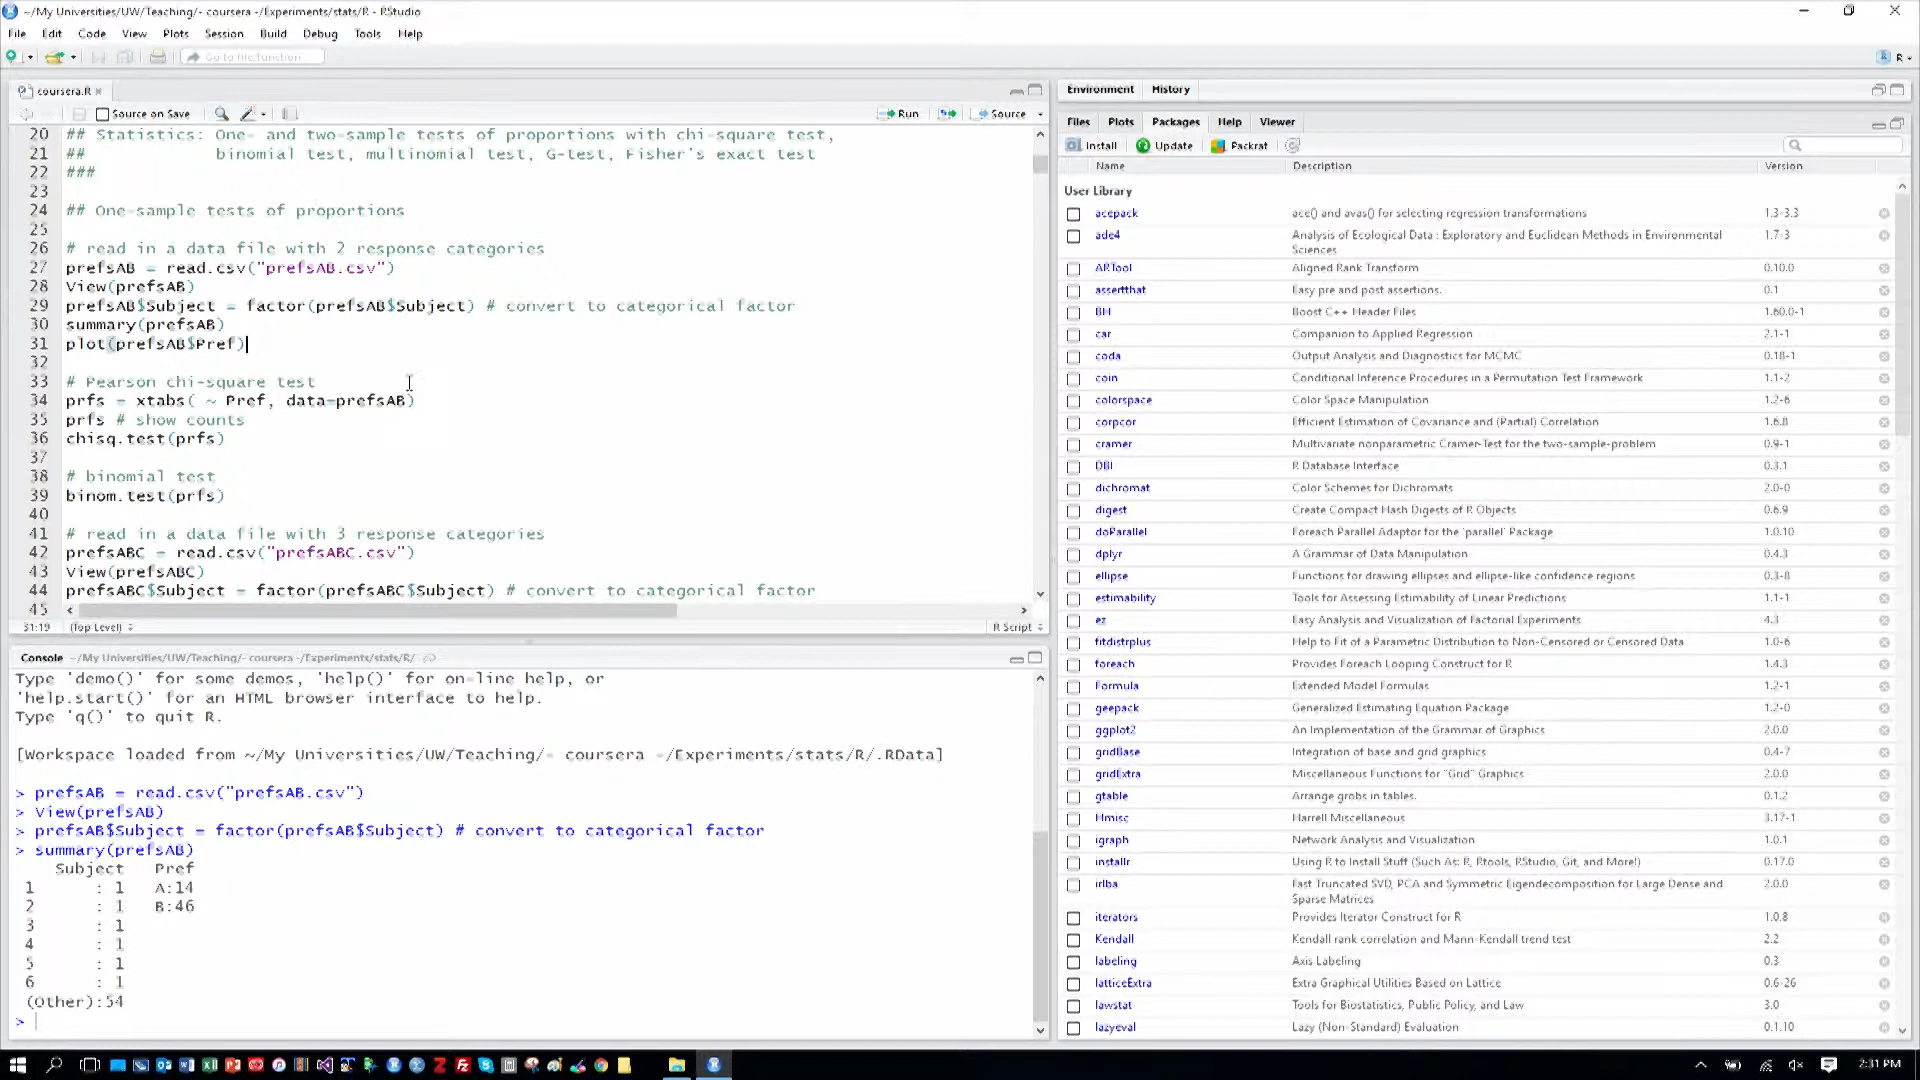 ~/My Universities/UW/Teaching/- coursera -/Experiments/stats/R - RStudio
File Edit Code View Plots Session Build Debug Tools Help
Go to file/function
R
coursera.R
Source on Save
Run
Source
20 ## Statistics: One- and two-sample tests of proportions with chi-square test,
21 ## binomial test, multinomial test, G-test, Fisher's exact test
22 ###
23
24 ## One-sample tests of proportions
25
26 # read in a data file with 2 response categories
27 prefsAB = read.csv("prefsAB.csv")
28 View(prefsAB)
29 prefsAB$Subject = factor(prefsAB$Subject) # convert to categorical factor
30 summary(prefsAB)
31 plot(prefsAB$Pref)
32
33 # Pearson chi-square test
34 prfs = xtabs( ~ Pref, data=prefsAB)
35 prfs # show counts
36 chisq.test(prfs)
37
38 # binomial test
39 binom.test(prfs)
40
41 # read in a data file with 3 response categories
42 prefsABC = read.csv("prefsABC.csv")
43 View(prefsABC)
44 prefsABC$Subject = factor(prefsABC$Subject) # convert to categorical factor
45
31:19 (Top Level) R Script
Console ~/My Universities/UW/Teaching/- coursera -/Experiments/stats/R/
Type 'demo()' for some demos, 'help()' for on-line help, or
'help.start()' for an HTML browser interface to help.
Type 'q()' to quit R.
[Workspace loaded from ~/My Universities/UW/Teaching/- coursera -/Experiments/stats/R/.RData]
> prefsAB = read.csv("prefsAB.csv")
> View(prefsAB)
> prefsAB$Subject = factor(prefsAB$Subject) # convert to categorical factor
> summary(prefsAB)
Subject Pref
1 : 1 A:14
2 : 1 B:46
3 : 1
4 : 1
5 : 1
6 : 1
(Other):54
>
Environment History
Files Plots Packages Help Viewer
Install Update Packrat
Name Description Version
User Library
acepack ace() and avas() for selecting regression transformations 1.3-3.3
ade4 Analysis of Ecological Data : Exploratory and Euclidean Methods in Environmental Sciences 1.7-3
ARTool Aligned Rank Transform 0.10.0
assertthat Easy pre and post assertions. 0.1
BH Boost C++ Header Files 1.60.0-1
car Companion to Applied Regression 2.1-1
coda Output Analysis and Diagnostics for MCMC 0.18-1
coin Conditional Inference Procedures in a Permutation Test Framework 1.1-2
colorspace Color Space Manipulation 1.2-6
corpcor Efficient Estimation of Covariance and (Partial) Correlation 1.6.8
cramer Multivariate nonparametric Cramer-Test for the two-sample-problem 0.9-1
DBI R Database Interface 0.3.1
dichromat Color Schemes for Dichromats 2.0-0
digest Create Compact Hash Digests of R Objects 0.6.9
doParallel Foreach Parallel Adaptor for the 'parallel' Package 1.0.10
dplyr A Grammar of Data Manipulation 0.4.3
ellipse Functions for drawing ellipses and ellipse-like confidence regions 0.3-8
estimability Tools for Assessing Estimability of Linear Predictions 1.1-1
ez Easy Analysis and Visualization of Factorial Experiments 4.3
fitdistrplus Help to Fit of a Parametric Distribution to Non-Censored or Censored Data 1.0-6
foreach Provides Foreach Looping Construct for R 1.4.3
Formula Extended Model Formulas 1.2-1
geepack Generalized Estimating Equation Package 1.2-0
ggplot2 An Implementation of the Grammar of Graphics 2.0.0
gridBase Integration of base and grid graphics 0.4-7
gridExtra Miscellaneous Functions for "Grid" Graphics 2.0.0
gtable Arrange grobs in tables. 0.1.2
Hmisc Harrell Miscellaneous 3.17-1
igraph Network Analysis and Visualization 1.0.1
installr Using R to Install Stuff (Such As: R, Rtools, RStudio, Git, and More!) 0.17.0
irlba Fast Truncated SVD, PCA and Symmetric Eigendecomposition for Large Dense and Sparse Matrices 2.0.0
iterators Provides Iterator Construct for R 1.0.8
Kendall Kendall rank correlation and Mann-Kendall trend test 2.2
labeling Axis Labeling 0.3
latticeExtra Extra Graphical Utilities Based on Lattice 0.6-26
lawstat Tools for Biostatistics, Public Policy, and Law 3.0
lazyeval Lazy (Non-Standard) Evaluation 0.1.10
2:31 PM